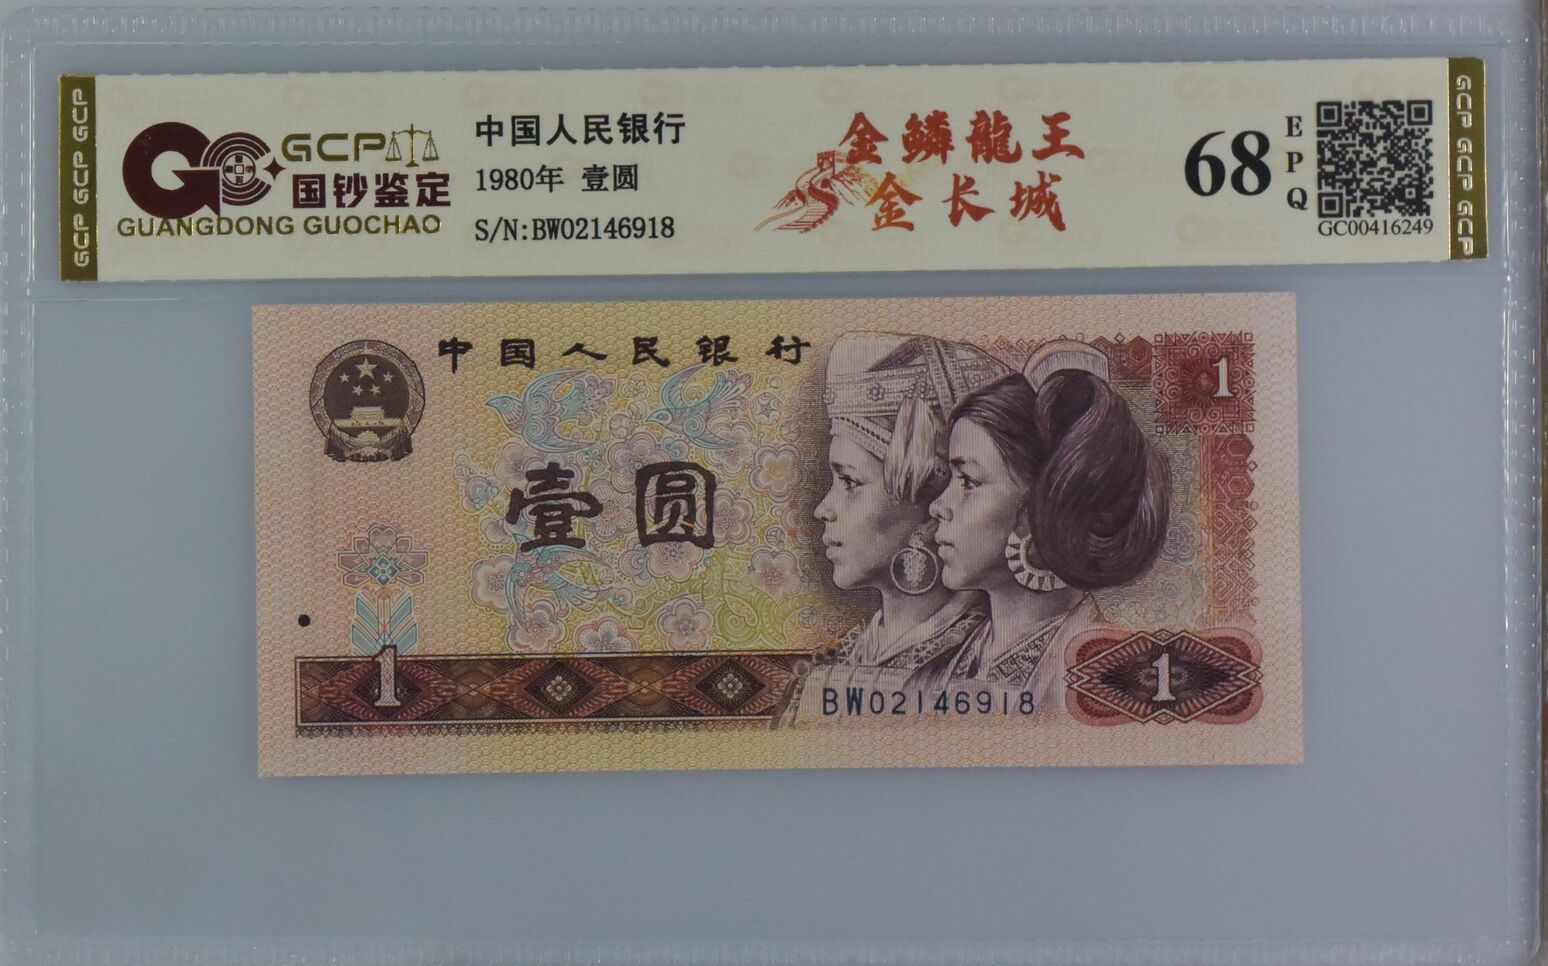 GCP GCP GCP
GCP
国钞鉴定
GUANGDONG GUOCHAO
中国人民银行
1980年 壹圆
S/N:BW02146918
金鳞龍王
金长城
68
EPQ
GC00416249
GCP GCP GCP
中国人民银行
1
壹圆
1
BW02146918
1